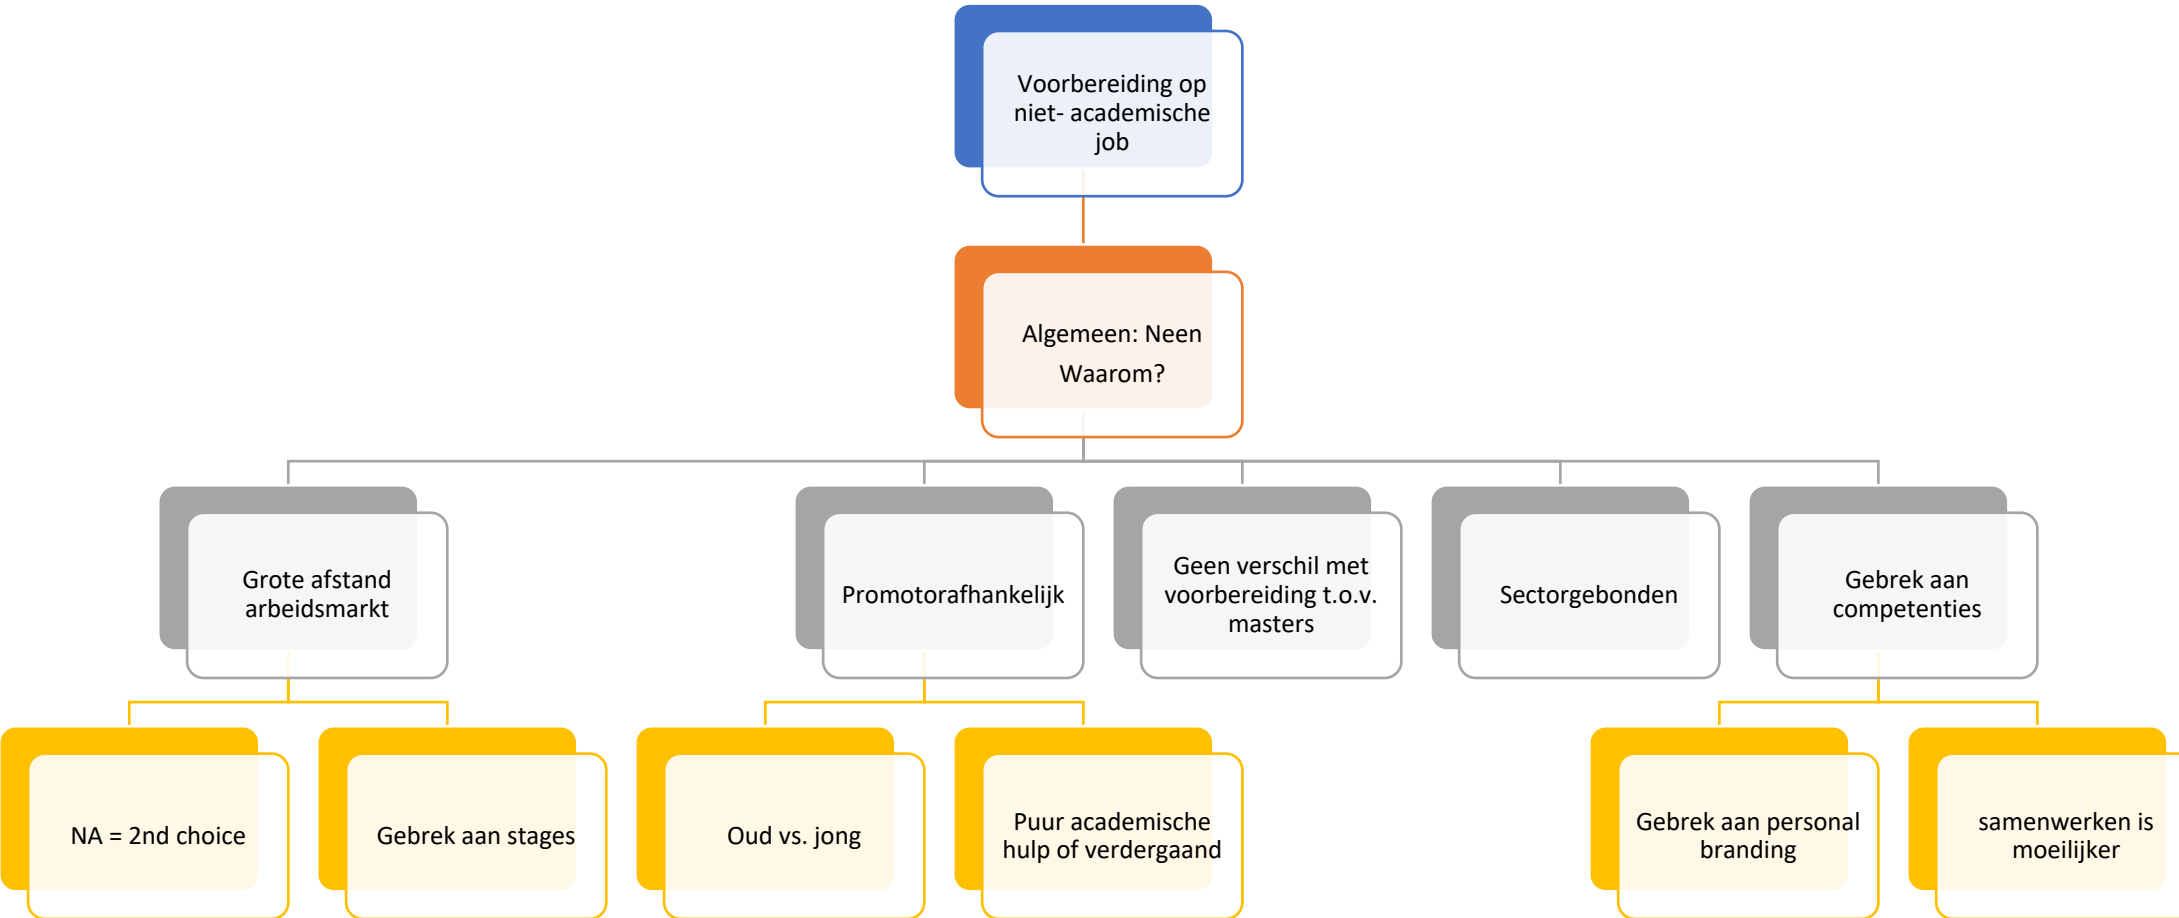 Voorbereiding op
niet- academische
job
Algemeen: Neen
Waarom?
Grote afstand
arbeidsmarkt
Promotorafhankelijk
Geen verschil met
voorbereiding t.o.v.
masters
Sectorgebonden
Gebrek aan
competenties
NA = 2nd choice
Gebrek aan stages
Oud vs. jong
Puur academische
hulp of verdergaand
Gebrek aan personal
branding
samenwerken is
moeilijker